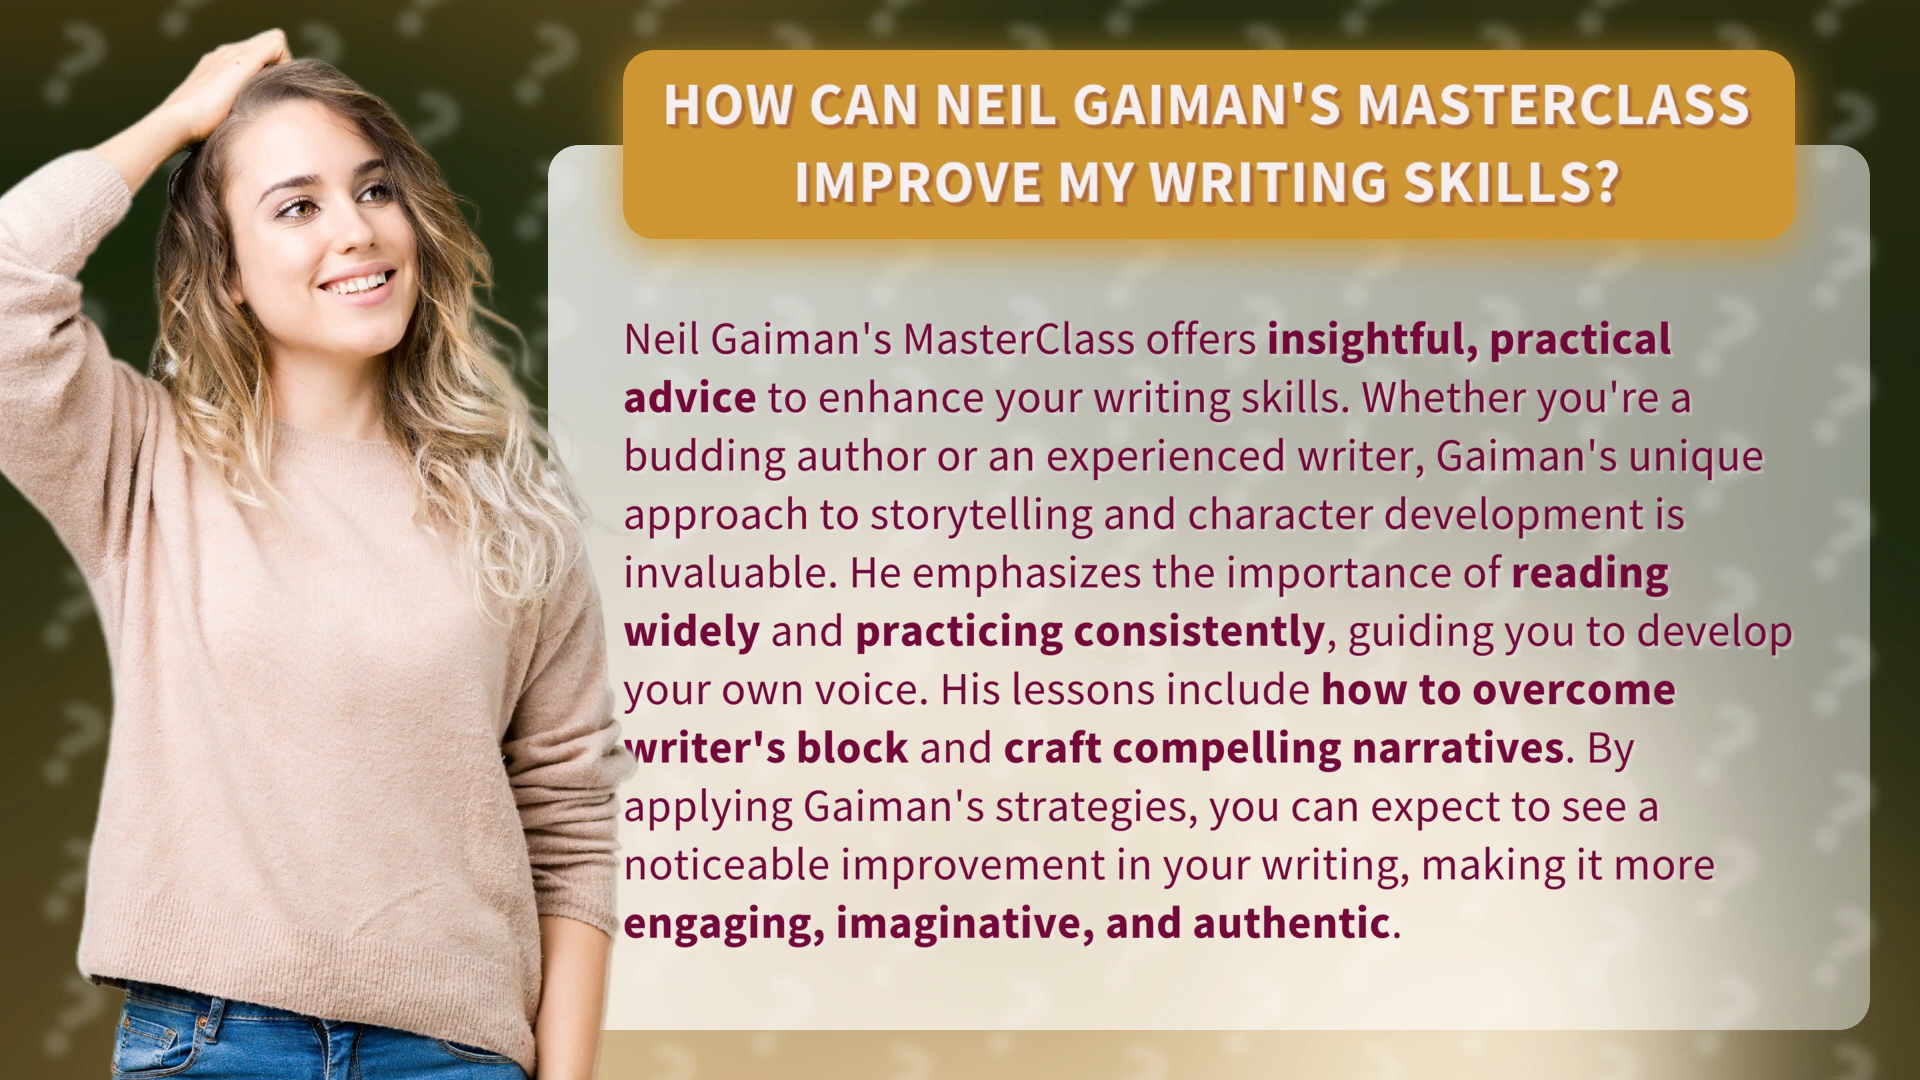 HOW CAN NEIL GAIMAN'S MASTERCLASS
IMPROVE MY WRITING SKILLS?
Neil Gaiman's MasterClass offers insightful, practical
advice to enhance your writing skills. Whether you're a
budding author or an experienced writer, Gaiman's unique
approach to storytelling and character development is
invaluable. He emphasizes the importance of reading
widely and practicing consistently, guiding you to develop
your own voice. His lessons include how to overcome
writer's block and craft compelling narratives. By
applying Gaiman's strategies, you can expect to see a
noticeable improvement in your writing, making it more
engaging, imaginative, and authentic.